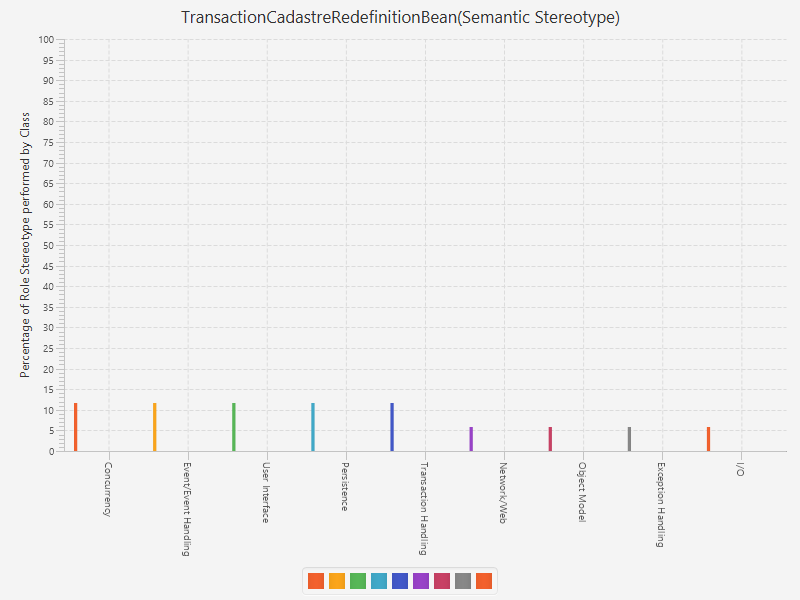 TransactionCadastreRedefinitionBean(Semantic Stereotype)
Percentage of Role Stereotype performed by Class
100
95
90
85
80
75
70
65
60
55
50
45
40
35
30
25
20
15
10
5
0
Concurrency
Event/Event Handling
User Interface
Persistence
Transaction Handling
Network/Web
Object Model
Exception Handling
I/O